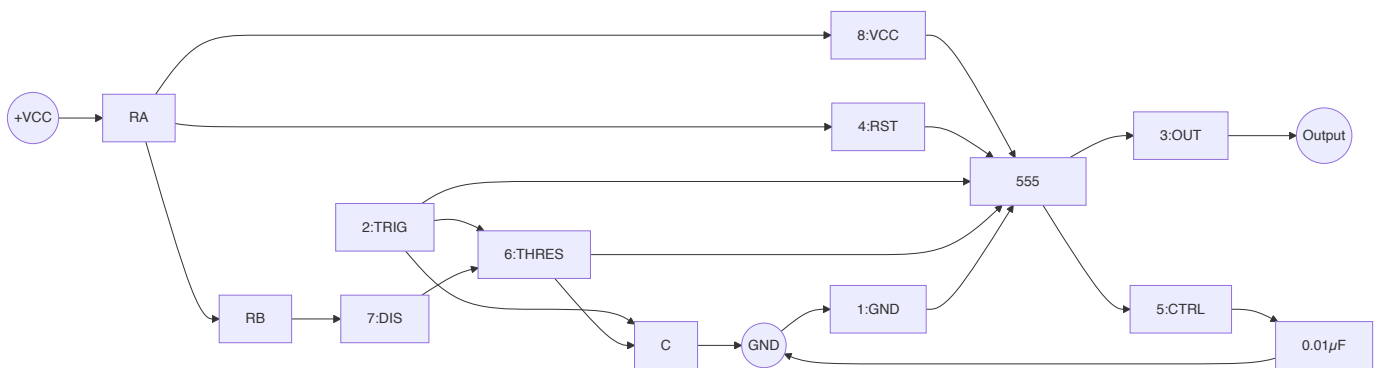 8:VCC
+VCC
RA
4:RST
3:OUT
Output
555
2:TRIG
6:THRES
RB
7:DIS
1:GND
5:CTRL
C
GND
0.01µF